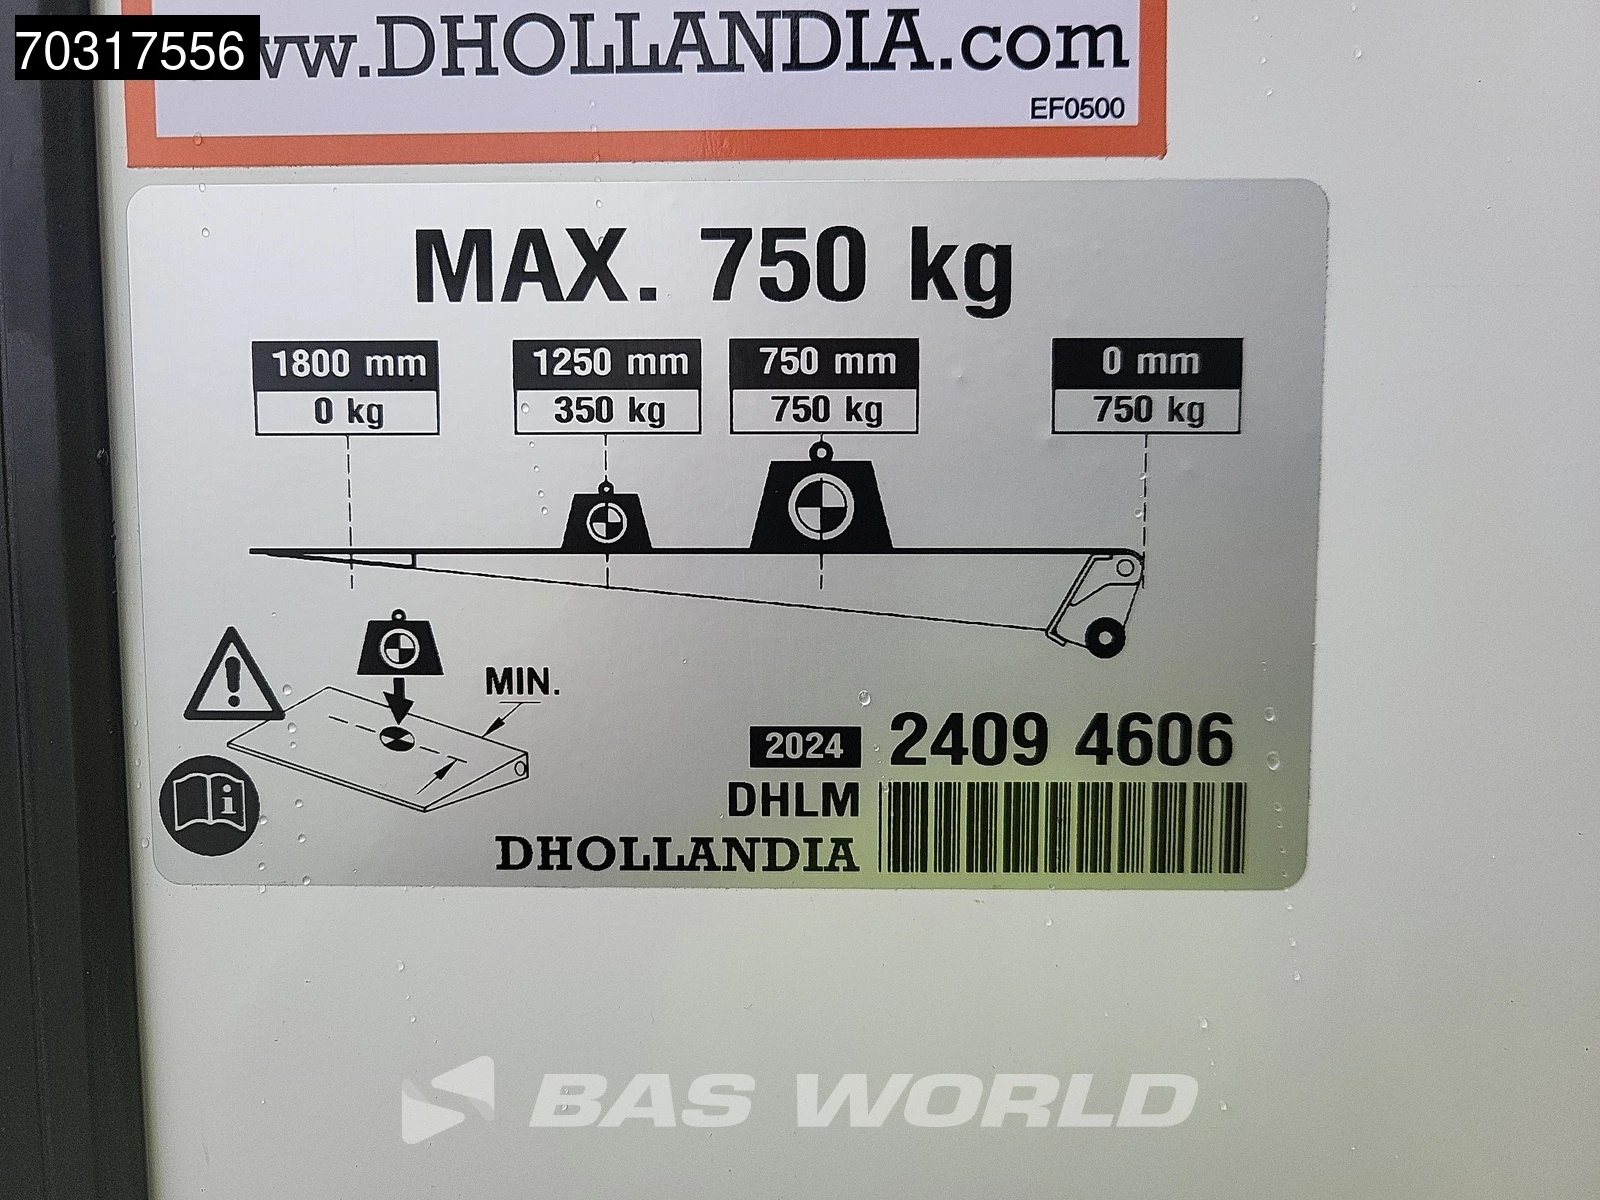 70317556
ww.DHOLLANDIA.com
EF0500
MAX. 750 kg
1800 mm 1250 mm 750 mm 0 mm
0 kg 350 kg 750 kg 750 kg
MIN.
2024 2409 4606
DHLM
DHOLLANDIA
BAS WORLD